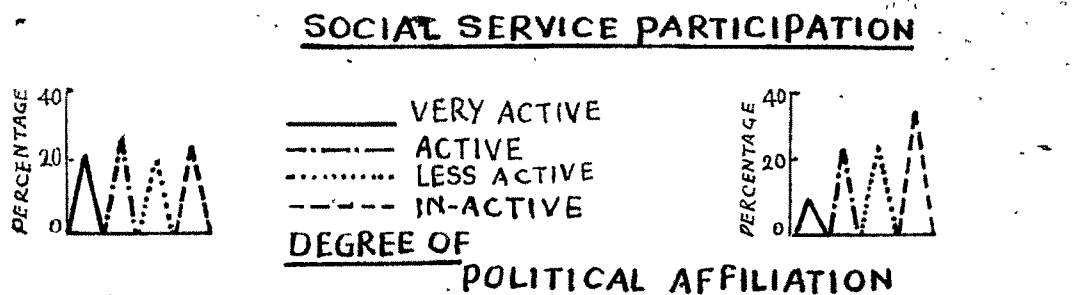 SOCIAL SERVICE PARTICIPATION
PERCENTAGE
40
20
0
VERY ACTIVE
ACTIVE
LESS ACTIVE
IN-ACTIVE
PERCENTAGE
40
20
0
DEGREE OF
POLITICAL AFFILIATION